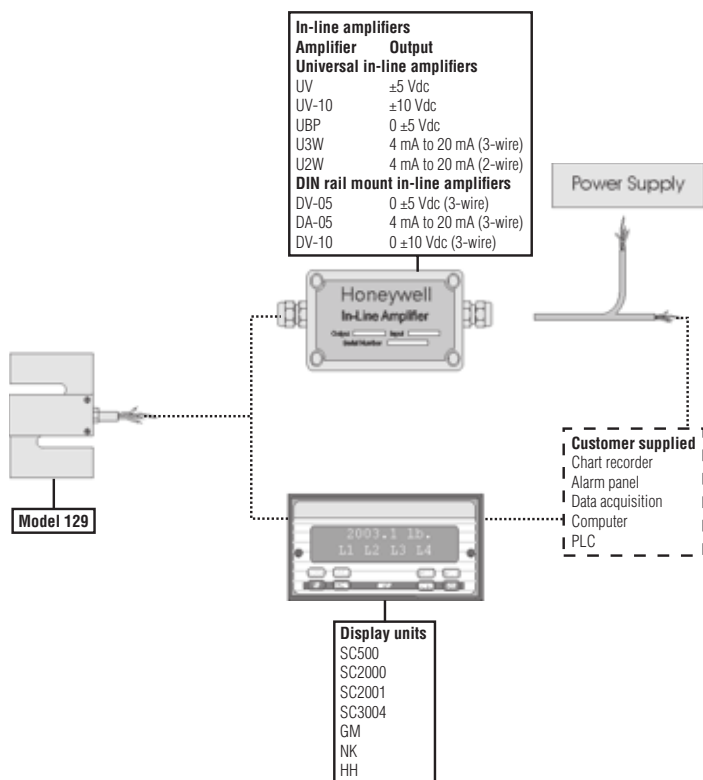 In-line amplifiers
Amplifier Output
Universal in-line amplifiers
UV ±5 Vdc
UV-10 ±10 Vdc
UBP 0 ±5 Vdc
U3W 4 mA to 20 mA (3-wire)
U2W 4 mA to 20 mA (2-wire)
DIN rail mount in-line amplifiers
DV-05 0 ±5 Vdc (3-wire)
DA-05 4 mA to 20 mA (3-wire)
DV-10 0 ±10 Vdc (3-wire)
Power Supply
Honeywell
In-Line Amplifier
Output Input
Serial Number
Model 129
2003.1 lb.
L1 L2 L3 L4
Customer supplied
Chart recorder
Alarm panel
Data acquisition
Computer
PLC
Display units
SC500
SC2000
SC2001
SC3004
GM
NK
HH